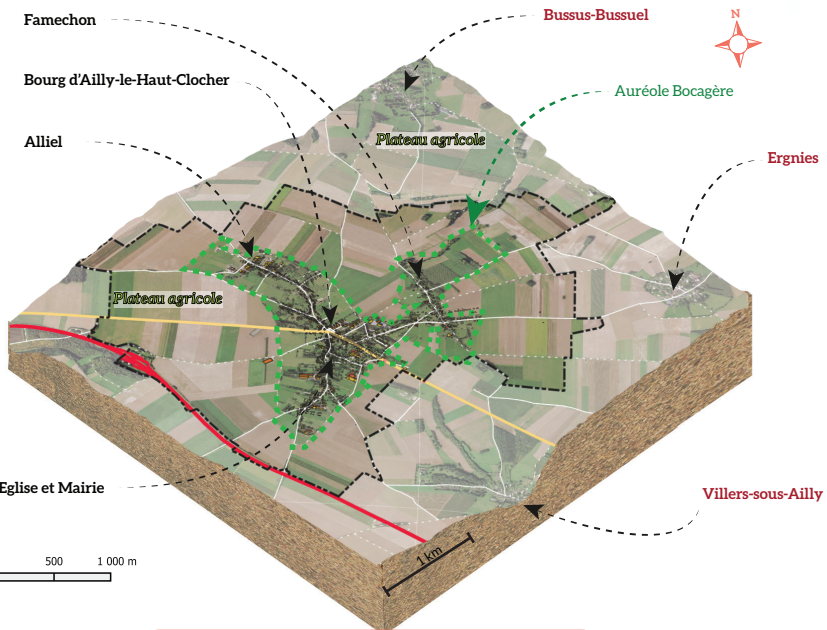 Famechon
Bussus-Bussuel
N
Bourg d'Ailly-le-Haut-Clocher
Auréole Bocagère
Alliel
Plateau agricole
Ergnies
Plateau agricole
Eglise et Mairie
Villers-sous-Ailly
500
1 000 m
1 km